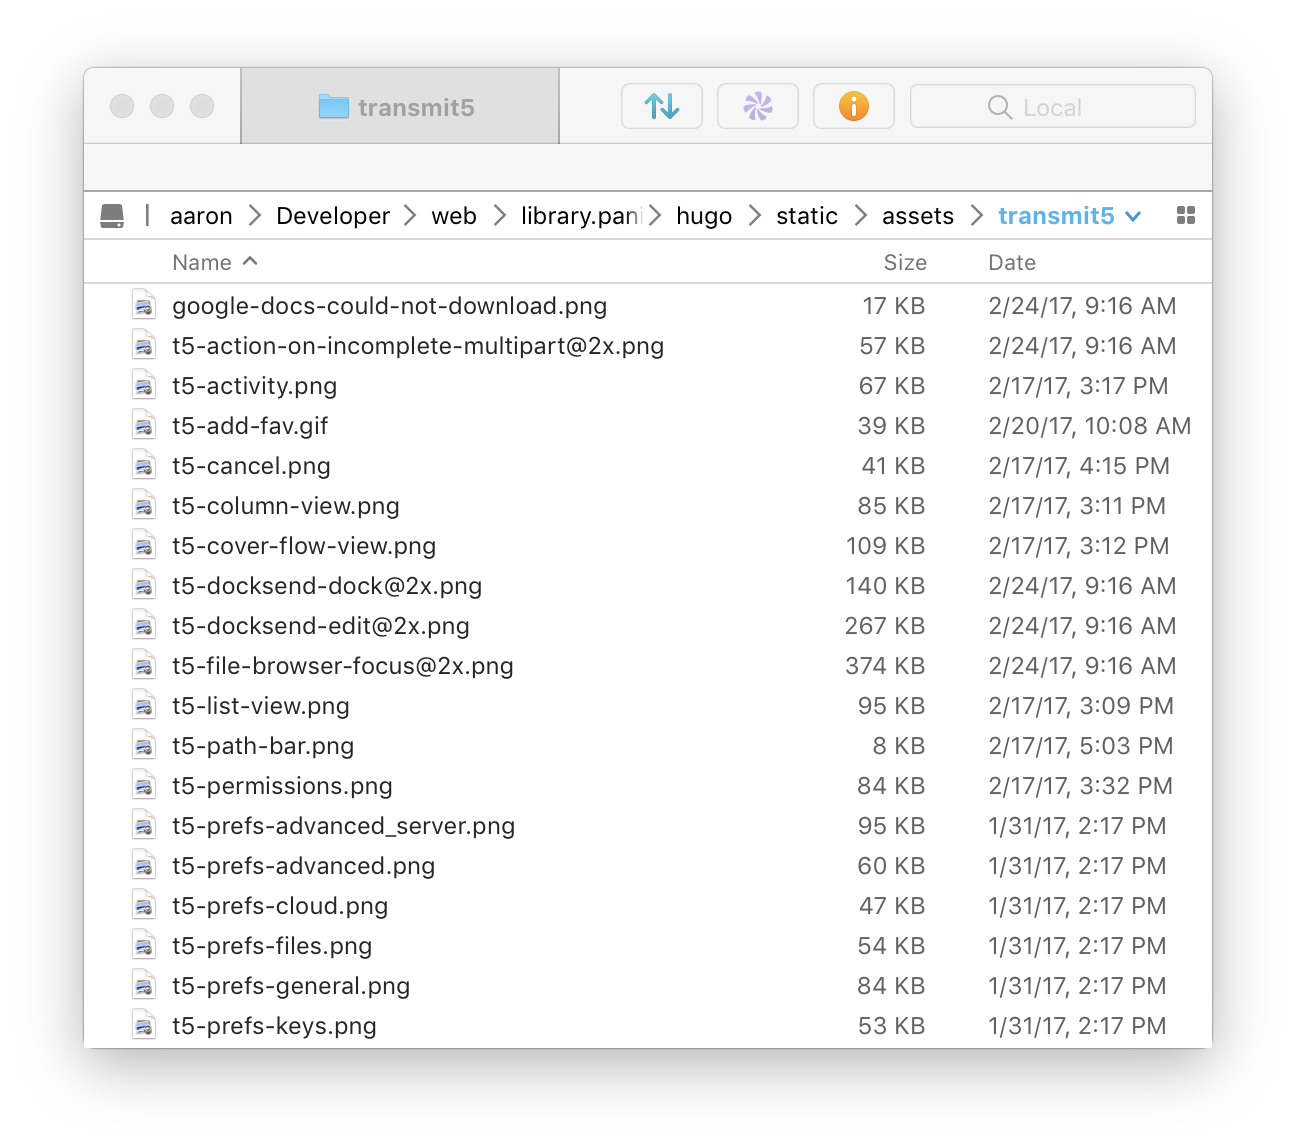 transmit5 Local
aaron Developer web library.pani hugo static assets transmit5
Name Size Date
google-docs-could-not-download.png 17 KB 2/24/17, 9:16 AM
t5-action-on-incomplete-multipart@2x.png 57 KB 2/24/17, 9:16 AM
t5-activity.png 67 KB 2/17/17, 3:17 PM
t5-add-fav.gif 39 KB 2/20/17, 10:08 AM
t5-cancel.png 41 KB 2/17/17, 4:15 PM
t5-column-view.png 85 KB 2/17/17, 3:11 PM
t5-cover-flow-view.png 109 KB 2/17/17, 3:12 PM
t5-docksend-dock@2x.png 140 KB 2/24/17, 9:16 AM
t5-docksend-edit@2x.png 267 KB 2/24/17, 9:16 AM
t5-file-browser-focus@2x.png 374 KB 2/24/17, 9:16 AM
t5-list-view.png 95 KB 2/17/17, 3:09 PM
t5-path-bar.png 8 KB 2/17/17, 5:03 PM
t5-permissions.png 84 KB 2/17/17, 3:32 PM
t5-prefs-advanced_server.png 95 KB 1/31/17, 2:17 PM
t5-prefs-advanced.png 60 KB 1/31/17, 2:17 PM
t5-prefs-cloud.png 47 KB 1/31/17, 2:17 PM
t5-prefs-files.png 54 KB 1/31/17, 2:17 PM
t5-prefs-general.png 84 KB 1/31/17, 2:17 PM
t5-prefs-keys.png 53 KB 1/31/17, 2:17 PM